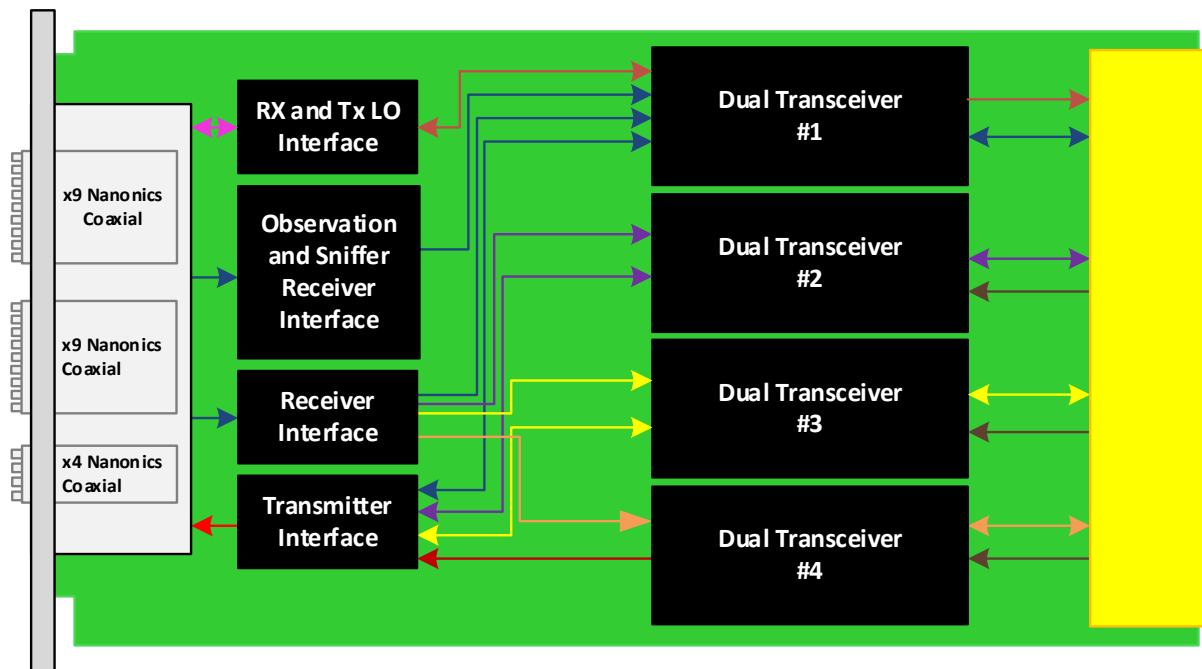 x9 Nanonics
Coaxial
x9 Nanonics
Coaxial
x4 Nanonics
Coaxial
RX and Tx LO
Interface
Observation
and Sniffer
Receiver
Interface
Receiver
Interface
Transmitter
Interface
Dual Transceiver
#1
Dual Transceiver
#2
Dual Transceiver
#3
Dual Transceiver
#4